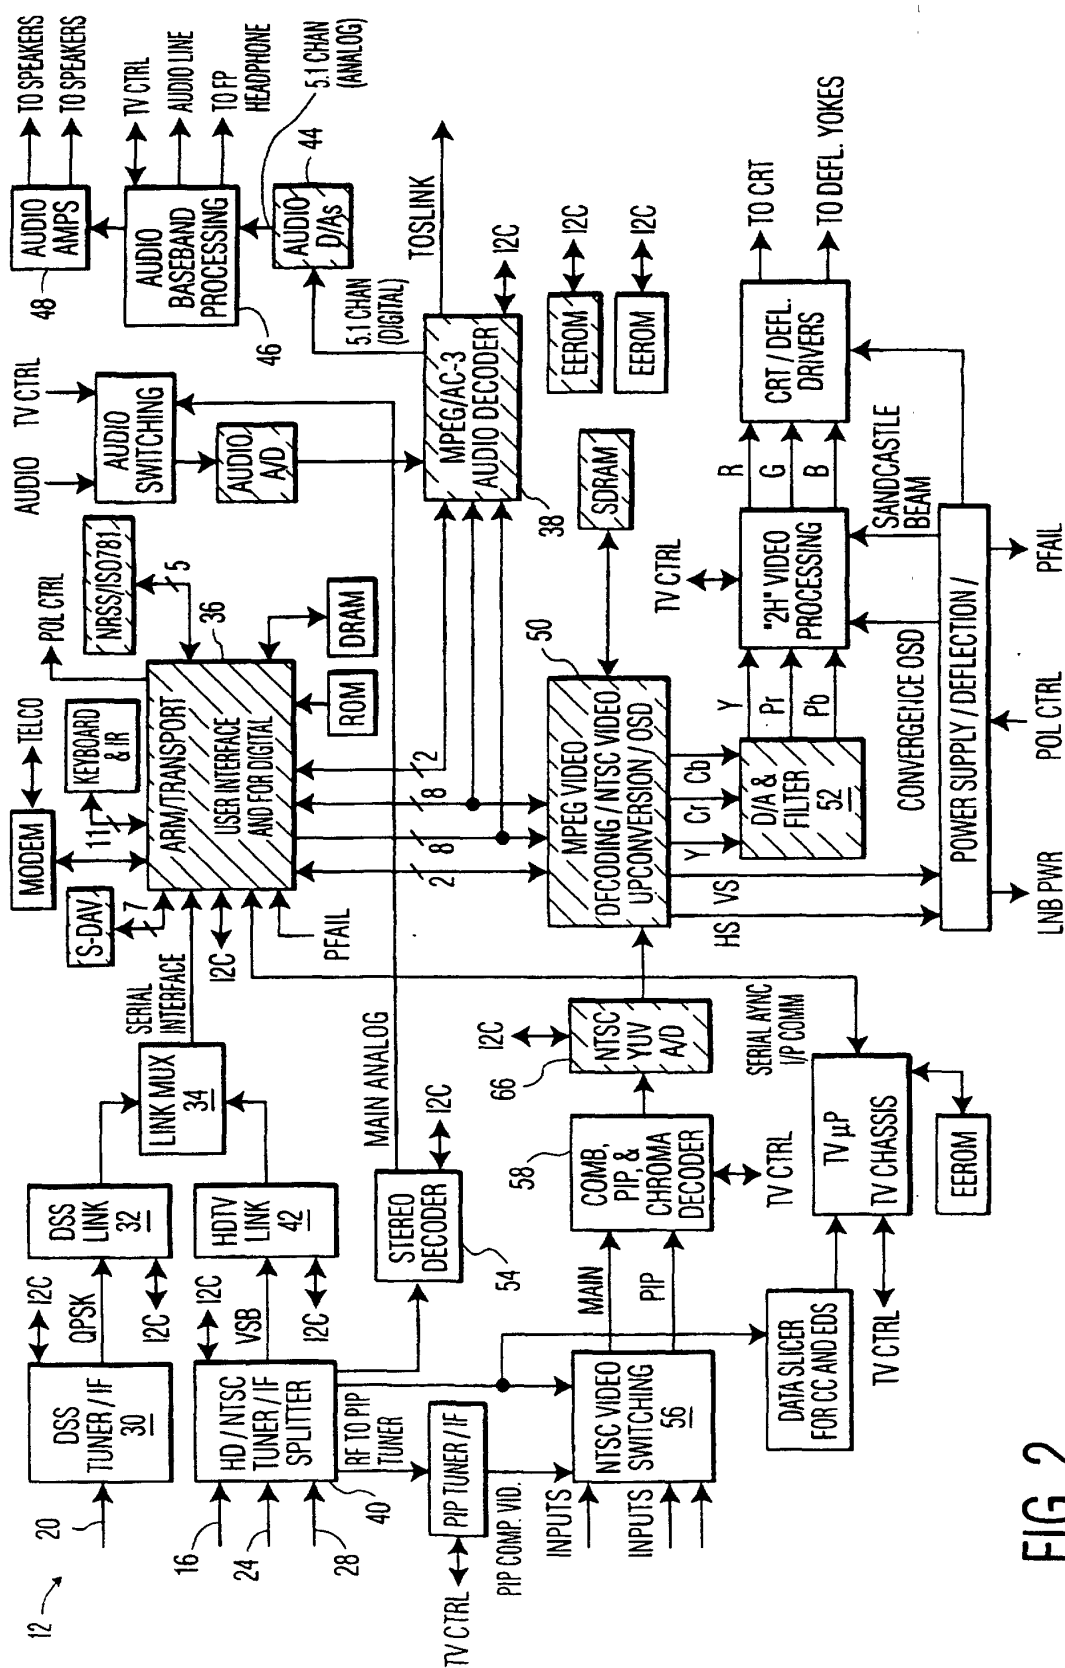 12
20
DSS
TUNER / IF
30
I2C
QPSK
DSS
LINK
32
I2C
16
24
28
HD / NTSC
TUNER / IF
SPLITTER
40
I2C
VSB
HDTV
LINK
42
I2C
LINK MUX
34
SERIAL
INTERFACE
S-DAV
7
MODEM
TELCO
11
KEYBOARD
& IR
POL CTRL
NRSS/ISO781
5
ARM/TRANSPORT
USER INTERFACE
AND FOR DIGITAL
36
I2C
PFAIL
ROM
DRAM
2
8
8
2
AUDIO
TV CTRL
AUDIO
SWITCHING
AUDIO
A/D
MPEG/AC-3
AUDIO DECODER
38
I2C
TOSLINK
5.1 CHAN
(DIGITAL)
AUDIO
D/As
44
5.1 CHAN
(ANALOG)
AUDIO
BASEBAND
PROCESSING
46
AUDIO
AMPS
48
TO SPEAKERS
TO SPEAKERS
TV CTRL
AUDIO LINE
TO FP
HEADPHONE
EEROM
I2C
EEROM
I2C
RF TO PIP
TUNER
PIP TUNER / IF
TV CTRL
PIP COMP. VID.
STEREO
DECODER
54
I2C
MAIN ANALOG
INPUTS
INPUTS
NTSC VIDEO
SWITCHING
56
MAIN
PIP
COMB,
PIP, &
CHROMA
DECODER
58
TV CTRL
NTSC
YUV
A/D
66
I2C
MPEG VIDEO
DECODING / NTSC VIDEO
UPCONVERSION / OSD
50
SDRAM
HS
VS
Y
Cr
Cb
D/A &
FILTER
52
Y
Pr
Pb
"2H" VIDEO
PROCESSING
TV CTRL
R
G
B
CRT / DEFL.
DRIVERS
TO CRT
TO DEFL. YOKES
CONVERGENCE OSD
SANDCASTLE
BEAM
POWER SUPPLY / DEFLECTION /
LNB PWR
POL CTRL
PFAIL
DATA SLICER
FOR CC AND EDS
SERIAL AYNC
I/P COMM
TV µP
TV CHASSIS
TV CTRL
EEROM
FIG. 2